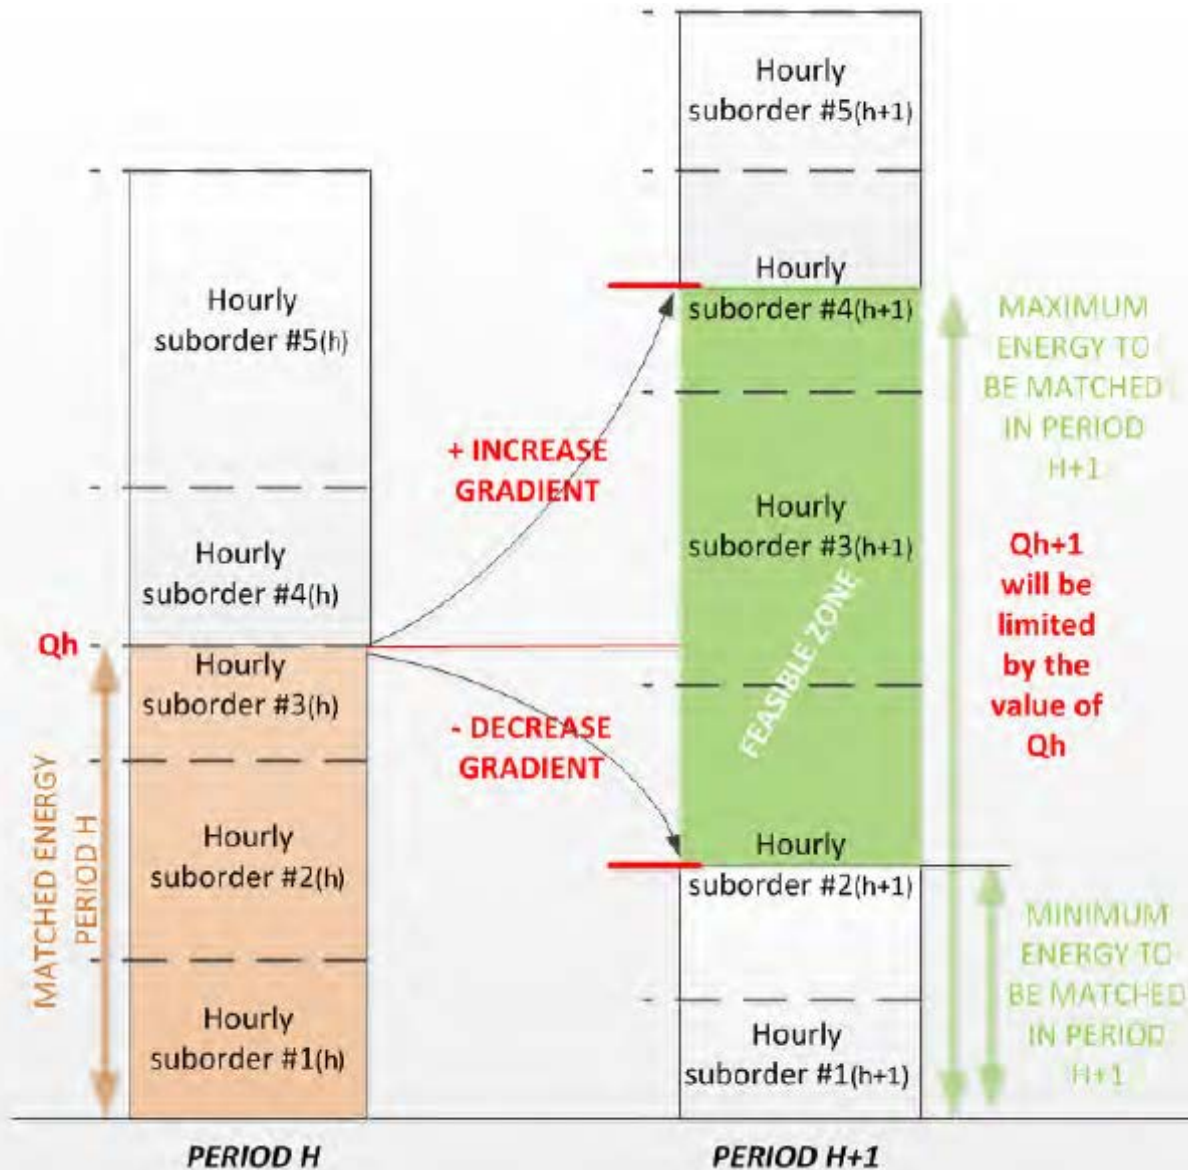 Hourly
suborder #5(h+1)
Hourly
suborder #5(h)
Hourly
suborder #4(h+1)
MAXIMUM
ENERGY TO
BE MATCHED
IN PERIOD
H+1
+ INCREASE
GRADIENT
Hourly
suborder #4(h)
Hourly
suborder #3(h+1)
Qh+1
will be
limited
by the
value of
Qh
FEASIBLE ZONE
Qh
Hourly
suborder #3(h)
- DECREASE
GRADIENT
MATCHED ENERGY
PERIOD H
Hourly
suborder #2(h)
Hourly
suborder #2(h+1)
MINIMUM
ENERGY TO
BE MATCHED
IN PERIOD
H+1
Hourly
suborder #1(h)
Hourly
suborder #1(h+1)
PERIOD H
PERIOD H+1